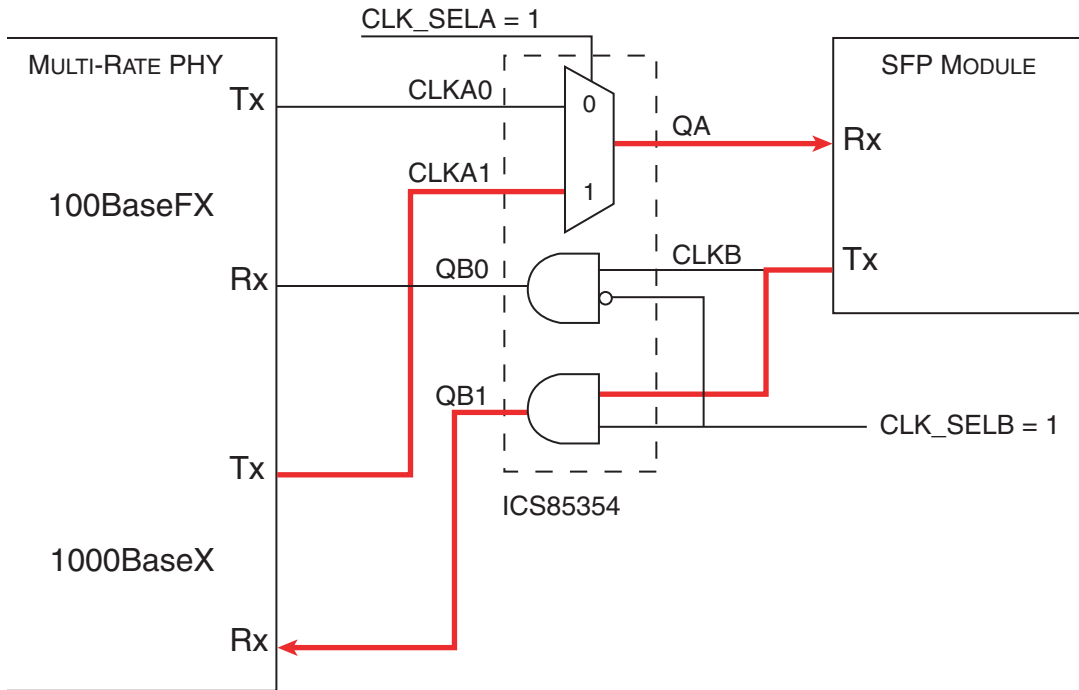 CLK_SELA = 1
MULTI-RATE PHY
SFP MODULE
Tx
CLKA0
0
QA
Rx
CLKA1
1
100BaseFX
Rx
QB0
CLKB
Tx
QB1
CLK_SELB = 1
Tx
ICS85354
1000BaseX
Rx